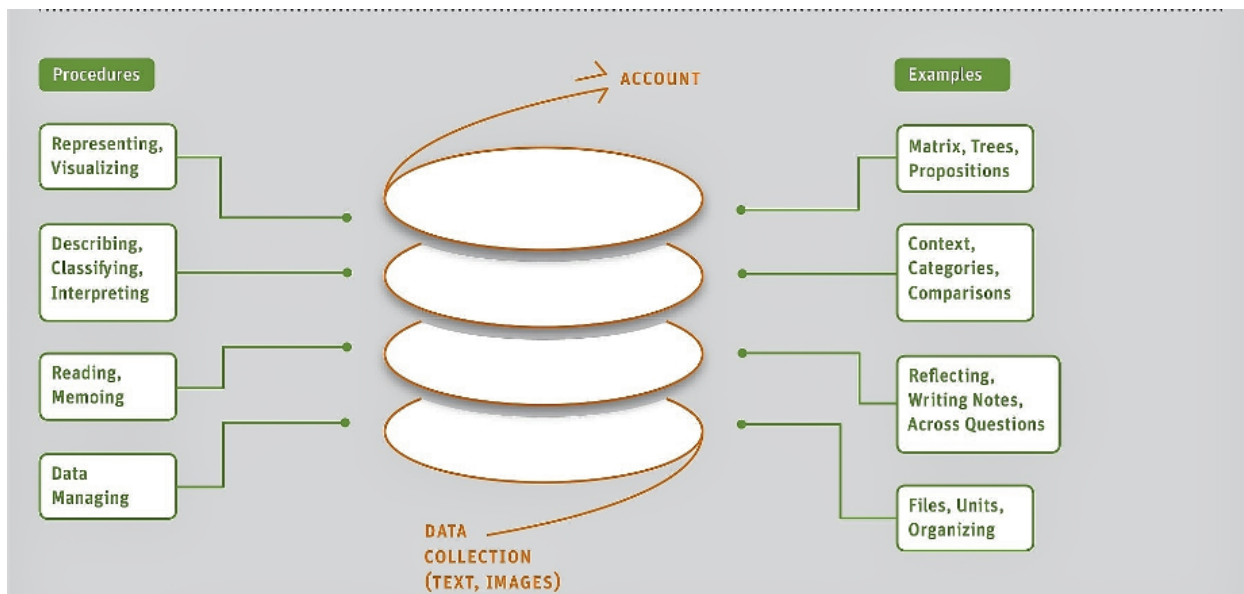 Procedures
Representing,
Visualizing
Describing,
Classifying,
Interpreting
Reading,
Memoing
Data
Managing
ACCOUNT
DATA
COLLECTION
(TEXT, IMAGES)
Examples
Matrix, Trees,
Propositions
Context,
Categories,
Comparisons
Reflecting,
Writing Notes,
Across Questions
Files, Units,
Organizing